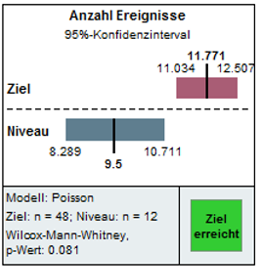 Anzahl Ereignisse
95%-Konfidenzinterval
11.771
11.034 12.507
Ziel
Niveau
8.289 10.711
9.5
Modell: Poisson
Ziel: n = 48; Niveau: n = 12
Wilcox-Mann-Whitney,
p-Wert: 0.081
Ziel
erreicht